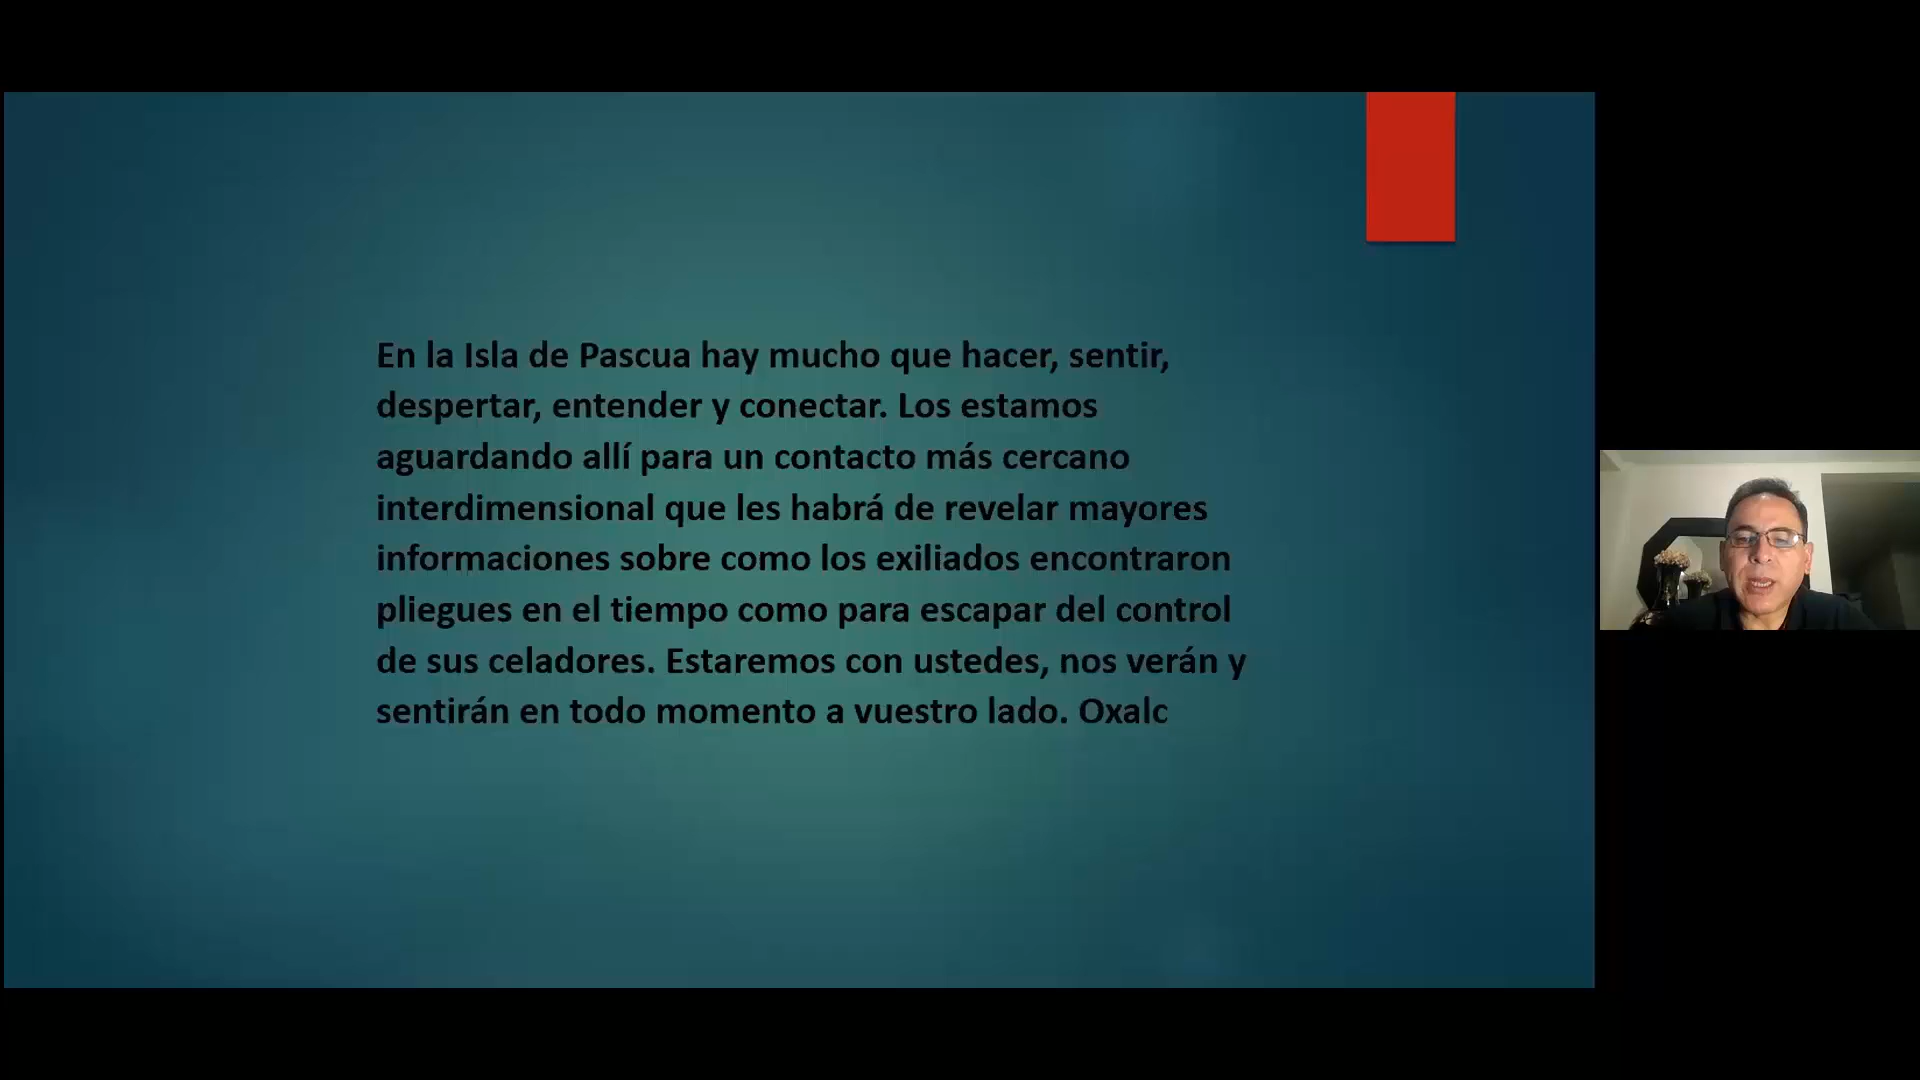 En la Isla de Pascua hay mucho que hacer, sentir,
despertar, entender y conectar. Los estamos
aguardando allí para un contacto más cercano
interdimensional que les habrá de revelar mayores
informaciones sobre como los exiliados encontraron
pliegues en el tiempo como para escapar del control
de sus celadores. Estaremos con ustedes, nos verán y
sentirán en todo momento a vuestro lado. Oxalc